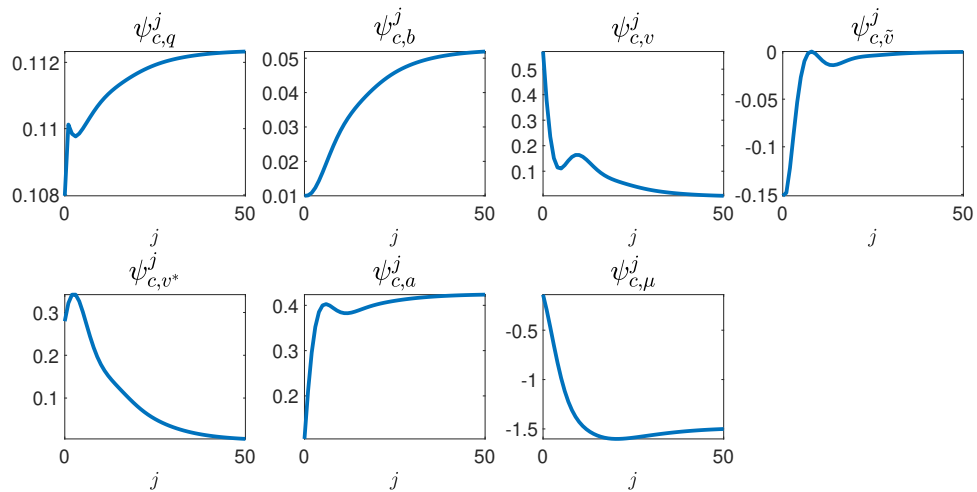 ψ^j_{c,q} ψ^j_{c,b} ψ^j_{c,v} ψ^j_{c,ṽ}
0.112 0.11 0.108 0 50 j
0.05 0.04 0.03 0.02 0.01 0 50 j
0.5 0.4 0.3 0.2 0.1 0 50 j
0 -0.05 -0.1 -0.15 0 50 j
ψ^j_{c,v*} ψ^j_{c,a} ψ^j_{c,μ}
0.3 0.2 0.1 0 50 j
0.4 0.3 0.2 0 50 j
-0.5 -1 -1.5 0 50 j